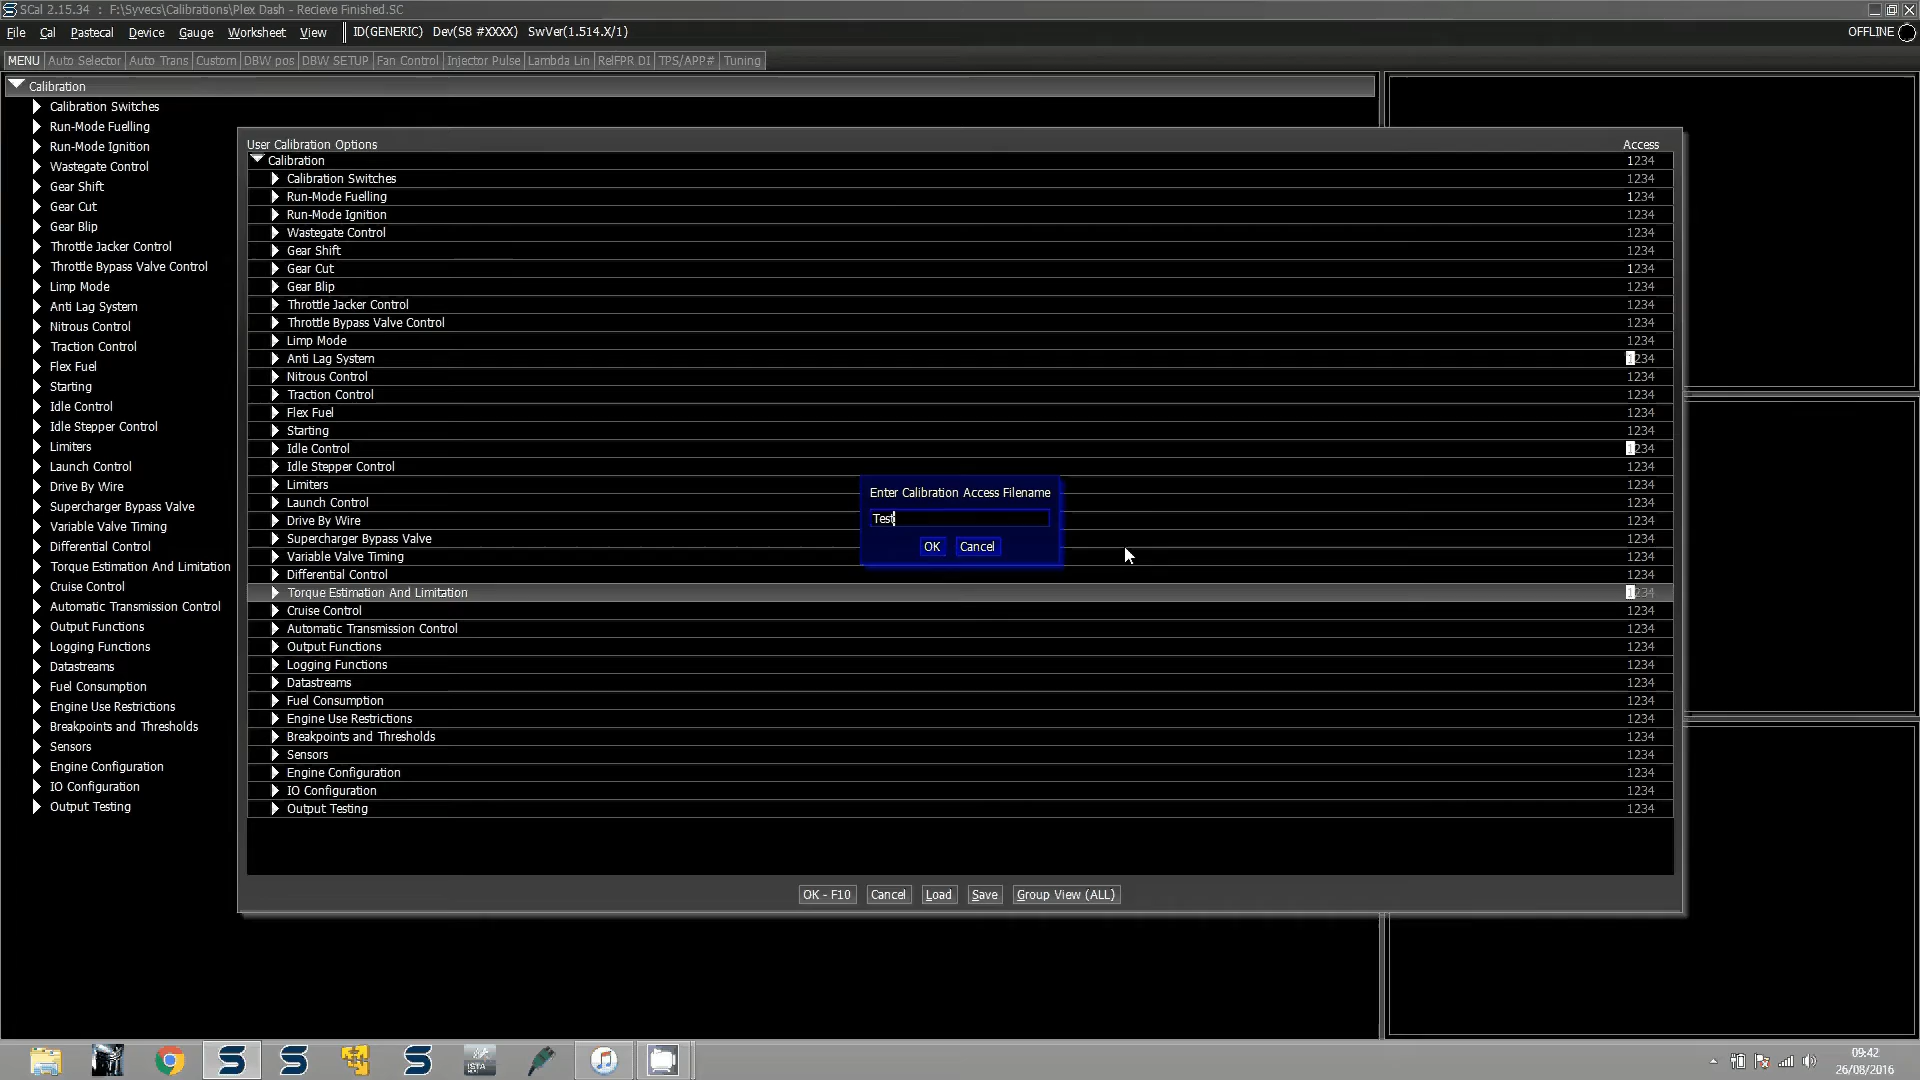 SCal 2.15.34 : F:\Syvecs\Calibrations\Plex Dash - Recieve Finished.SC
File Cal Pastecal Device Gauge Worksheet View ID(GENERIC) Dev(S8 #XXXX) SwVer(1.514.X/1) OFFLINE
MENU Auto Selector Auto Trans Custom DBW pos DBW SETUP Fan Control Injector Pulse Lambda Lin RelFPR DI TPS/APP# Tuning
Calibration
Calibration Switches
Run-Mode Fuelling
Run-Mode Ignition
Wastegate Control
Gear Shift
Gear Cut
Gear Blip
Throttle Jacker Control
Throttle Bypass Valve Control
Limp Mode
Anti Lag System
Nitrous Control
Traction Control
Flex Fuel
Starting
Idle Control
Idle Stepper Control
Limiters
Launch Control
Drive By Wire
Supercharger Bypass Valve
Variable Valve Timing
Differential Control
Torque Estimation And Limitation
Cruise Control
Automatic Transmission Control
Output Functions
Logging Functions
Datastreams
Fuel Consumption
Engine Use Restrictions
Breakpoints and Thresholds
Sensors
Engine Configuration
IO Configuration
Output Testing
User Calibration Options Access
Calibration 1234
Calibration Switches 1234
Run-Mode Fuelling 1234
Run-Mode Ignition 1234
Wastegate Control 1234
Gear Shift 1234
Gear Cut 1234
Gear Blip 1234
Throttle Jacker Control 1234
Throttle Bypass Valve Control 1234
Limp Mode 1234
Anti Lag System 1234
Nitrous Control 1234
Traction Control 1234
Flex Fuel 1234
Starting 1234
Idle Control 1234
Idle Stepper Control 1234
Limiters 1234
Launch Control 1234
Drive By Wire 1234
Supercharger Bypass Valve 1234
Variable Valve Timing 1234
Differential Control 1234
Torque Estimation And Limitation 1234
Cruise Control 1234
Automatic Transmission Control 1234
Output Functions 1234
Logging Functions 1234
Datastreams 1234
Fuel Consumption 1234
Engine Use Restrictions 1234
Breakpoints and Thresholds 1234
Sensors 1234
Engine Configuration 1234
IO Configuration 1234
Output Testing 1234
Enter Calibration Access Filename
Test
OK Cancel
OK - F10 Cancel Load Save Group View (ALL)
ISTA
09:42
26/08/2016